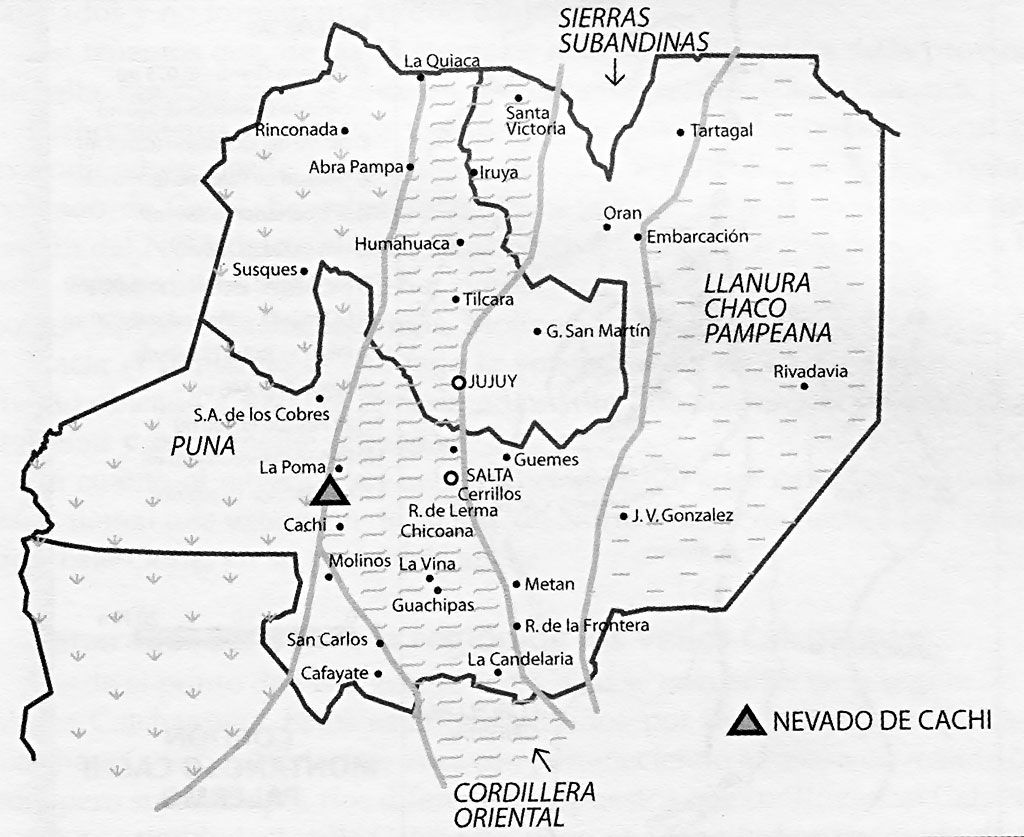 SIERRAS
SUBANDINAS
La Quiaca
Santa
Victoria
Rinconada
Tartagal
Abra Pampa
Iruya
Oran
Humahuaca
Embarcación
Susques
LLANURA
CHACO
PAMPEANA
Tilcara
G. San Martín
Rivadavia
JUJUY
S.A. de los Cobres
PUNA
La Poma
Guemes
SALTA
Cerrillos
R. de Lerma
Chicoana
Cachi
J. V. Gonzalez
Molinos
La Vina
Metan
Guachipas
San Carlos
R. de la Frontera
La Candelaria
Cafayate
NEVADO DE CACHI
CORDILLERA
ORIENTAL